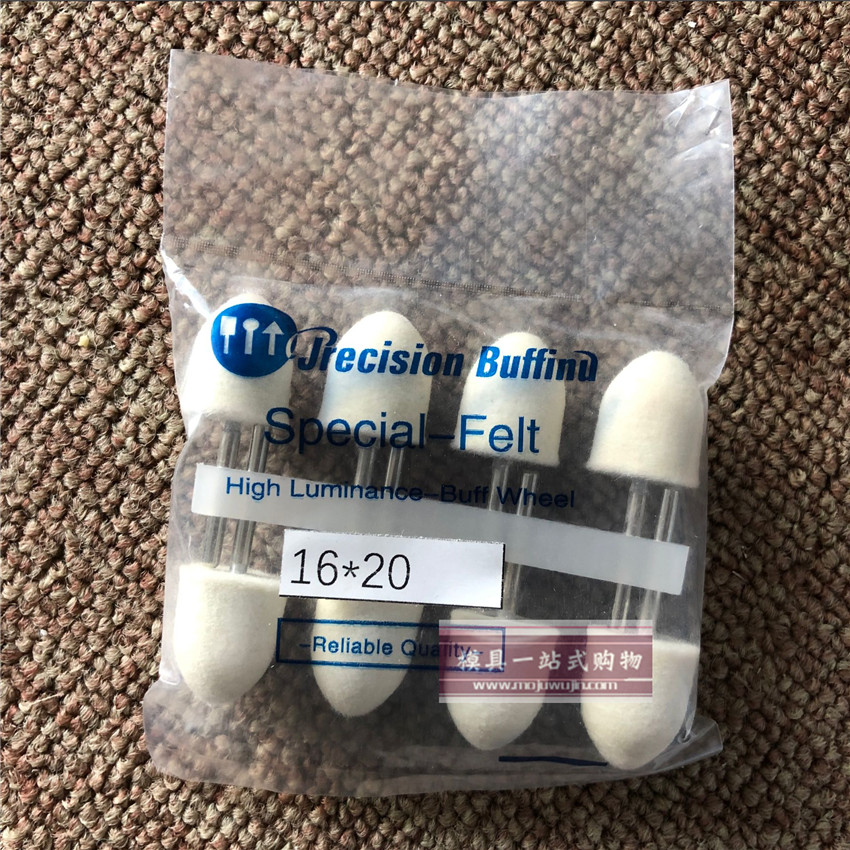 Precision Buffing
Special-Felt
High Luminance-Buff Wheel
16*20
-Reliable Quality-
模具一站式购物
www.mojuwujin.com